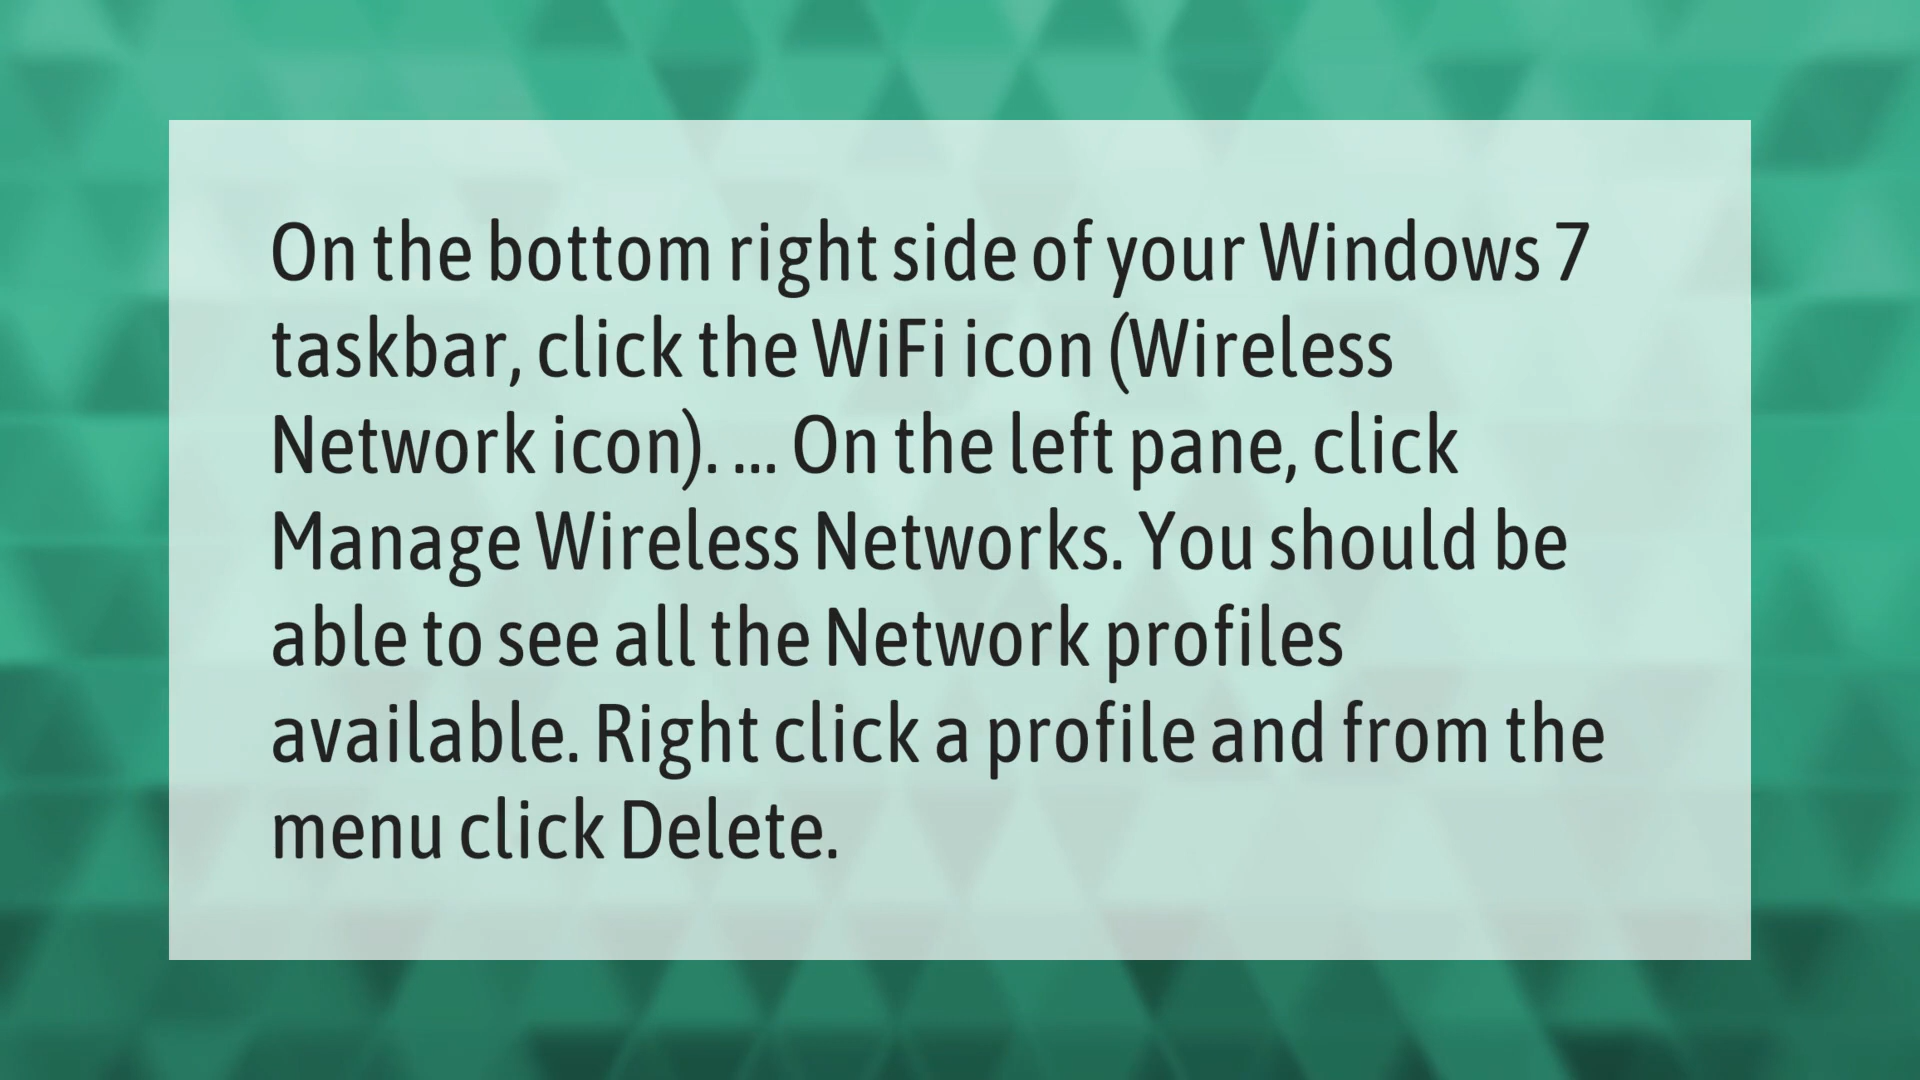 On the bottom right side of your Windows 7
taskbar, click the WiFi icon (Wireless
Network icon). ... On the left pane, click
Manage Wireless Networks. You should be
able to see all the Network profiles
available. Right click a profile and from the
menu click Delete.